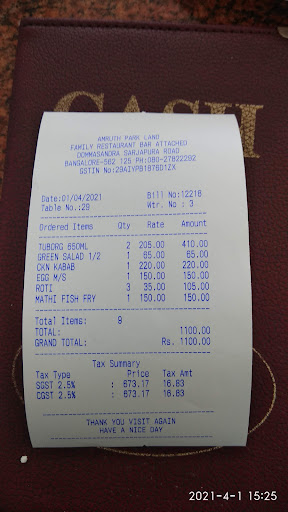 CASH
AMRUTH PARK LAND
FAMILY RESTAURANT BAR ATTACHED
DOMMASANDRA SARJAPURA ROAD
BANGALORE-562 125 PH:080-27822292
GSTIN No:29AIYPB1876D1ZX
Date:01/04/2021 Bill No:12218
Table No.:29 Wtr. No : 3
Ordered Items Qty Rate Amount
TUBORG 650ML 2 205.00 410.00
GREEN SALAD 1/2 1 65.00 65.00
CKN KABAB 1 220.00 220.00
EGG M/S 1 150.00 150.00
ROTI 3 35.00 105.00
MATHI FISH FRY 1 150.00 150.00
Total Items: 9
TOTAL: 1100.00
GRAND TOTAL: Rs. 1100.00
Tax Summary
Tax Type Price Tax Amt
SGST 2.5% : 673.17 16.83
CGST 2.5% : 673.17 16.83
THANK YOU VISIT AGAIN
HAVE A NICE DAY
2021-4-1 15:25